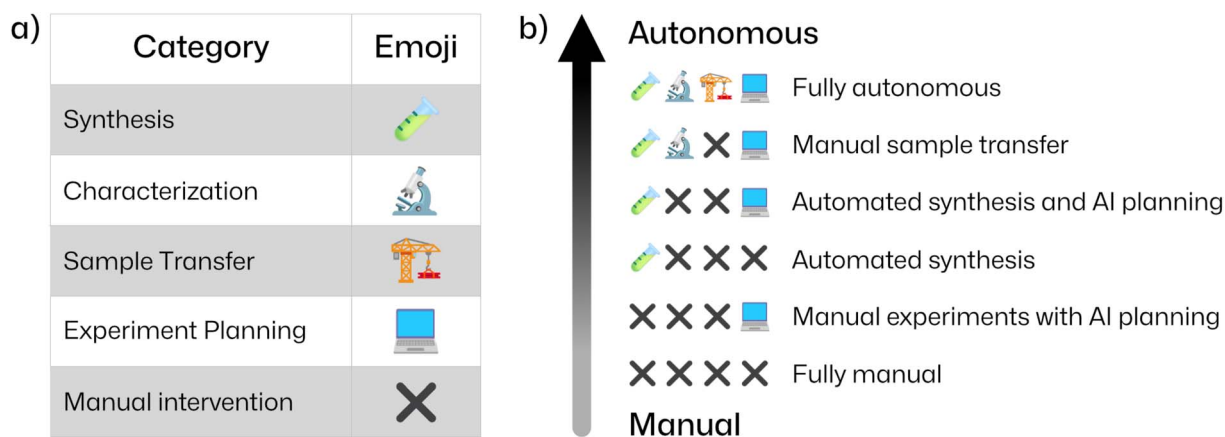 a)
Category Emoji
Synthesis
Characterization
Sample Transfer
Experiment Planning
Manual intervention
b)
Autonomous
Fully autonomous
Manual sample transfer
Automated synthesis and AI planning
Automated synthesis
Manual experiments with AI planning
Fully manual
Manual